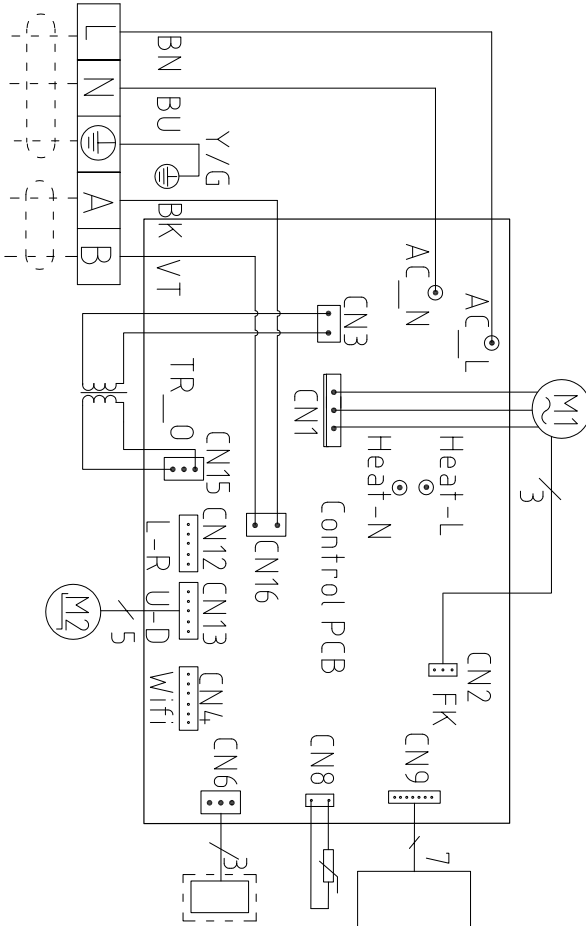 L
N
A
B
BN
BU
Y/G
BK
VT
AC_N
AC_L
CN3
M1
CN1
TR_O
CN15
Heat-N
Heat-L
3
CN12
L-R
CN16
Control PCB
CN13
U-D
M2
5
CN2
FK
CN4
Wifi
CN6
CN8
CN9
3
7